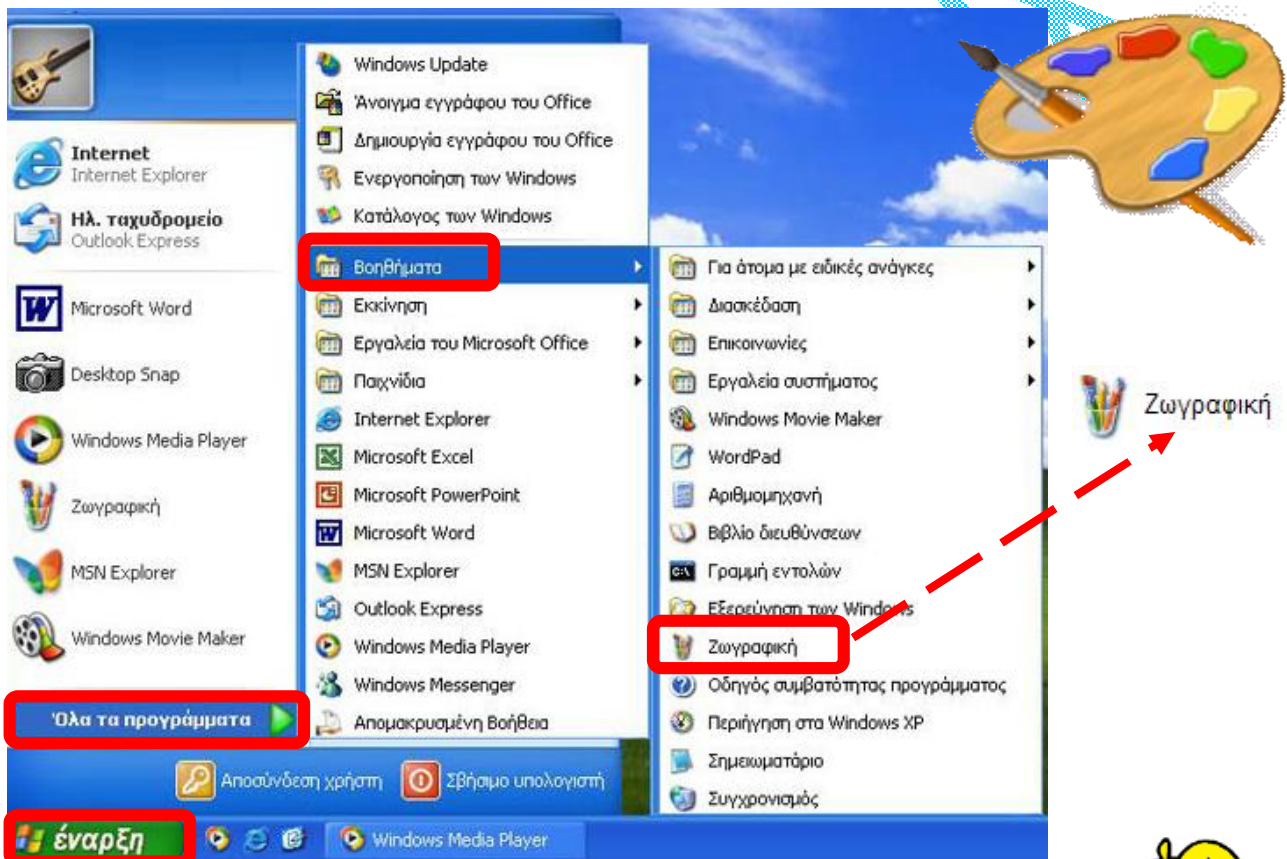 Internet
Internet Explorer
Ηλ. ταχυδρομείο
Outlook Express
Microsoft Word
Desktop Snap
Windows Media Player
Ζωγραφική
MSN Explorer
Windows Movie Maker
Όλα τα προγράμματα
Windows Update
Άνοιγμα εγγράφου του Office
Δημιουργία εγγράφου του Office
Ενεργοποίηση των Windows
Κατάλογος των Windows
Βοηθήματα
Εκκίνηση
Εργαλεία του Microsoft Office
Παιχνίδια
Internet Explorer
Microsoft Excel
Microsoft PowerPoint
Microsoft Word
MSN Explorer
Outlook Express
Windows Media Player
Windows Messenger
Απομακρυσμένη Βοήθεια
Για άτομα με ειδικές ανάγκες
Διασκέδαση
Επικοινωνίες
Εργαλεία συστήματος
Windows Movie Maker
WordPad
Αριθμομηχανή
Βιβλίο διευθύνσεων
Γραμμή εντολών
Εξερεύνηση των Windows
Ζωγραφική
Οδηγός συμβατότητας προγράμματος
Περιήγηση στα Windows XP
Σημειωματάριο
Συγχρονισμός
Ζωγραφική
Αποσύνδεση χρήστη
Σβήσιμο υπολογιστή
έναρξη
Windows Media Player